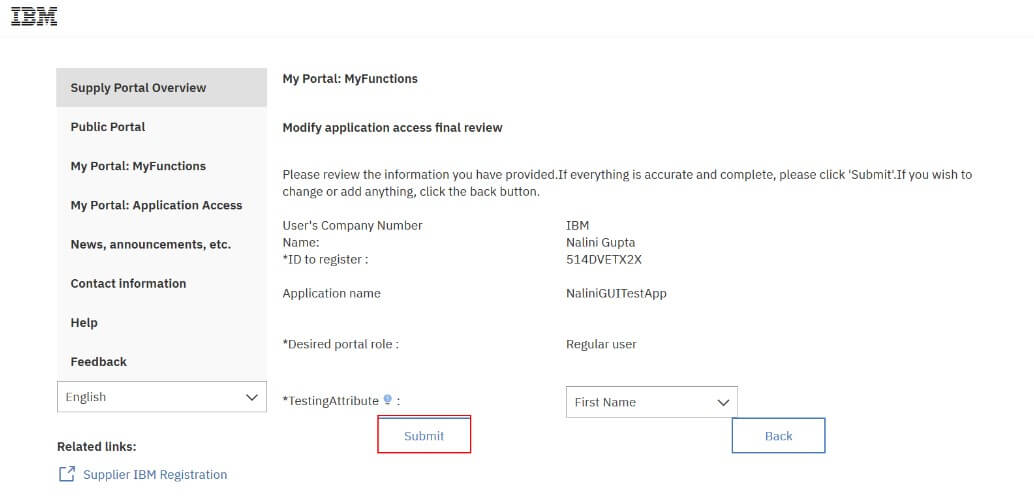 IBM
Supply Portal Overview
Public Portal
My Portal: MyFunctions
My Portal: Application Access
News, announcements, etc.
Contact information
Help
Feedback
English
Related links:
Supplier IBM Registration
My Portal: MyFunctions
Modify application access final review
Please review the information you have provided.If everything is accurate and complete, please click 'Submit'.If you wish to
change or add anything, click the back button.
User's Company Number IBM
Name: Nalini Gupta
*ID to register : 514DVETX2X
Application name NaliniGUITestApp
*Desired portal role : Regular user
*TestingAttribute : First Name
Submit Back